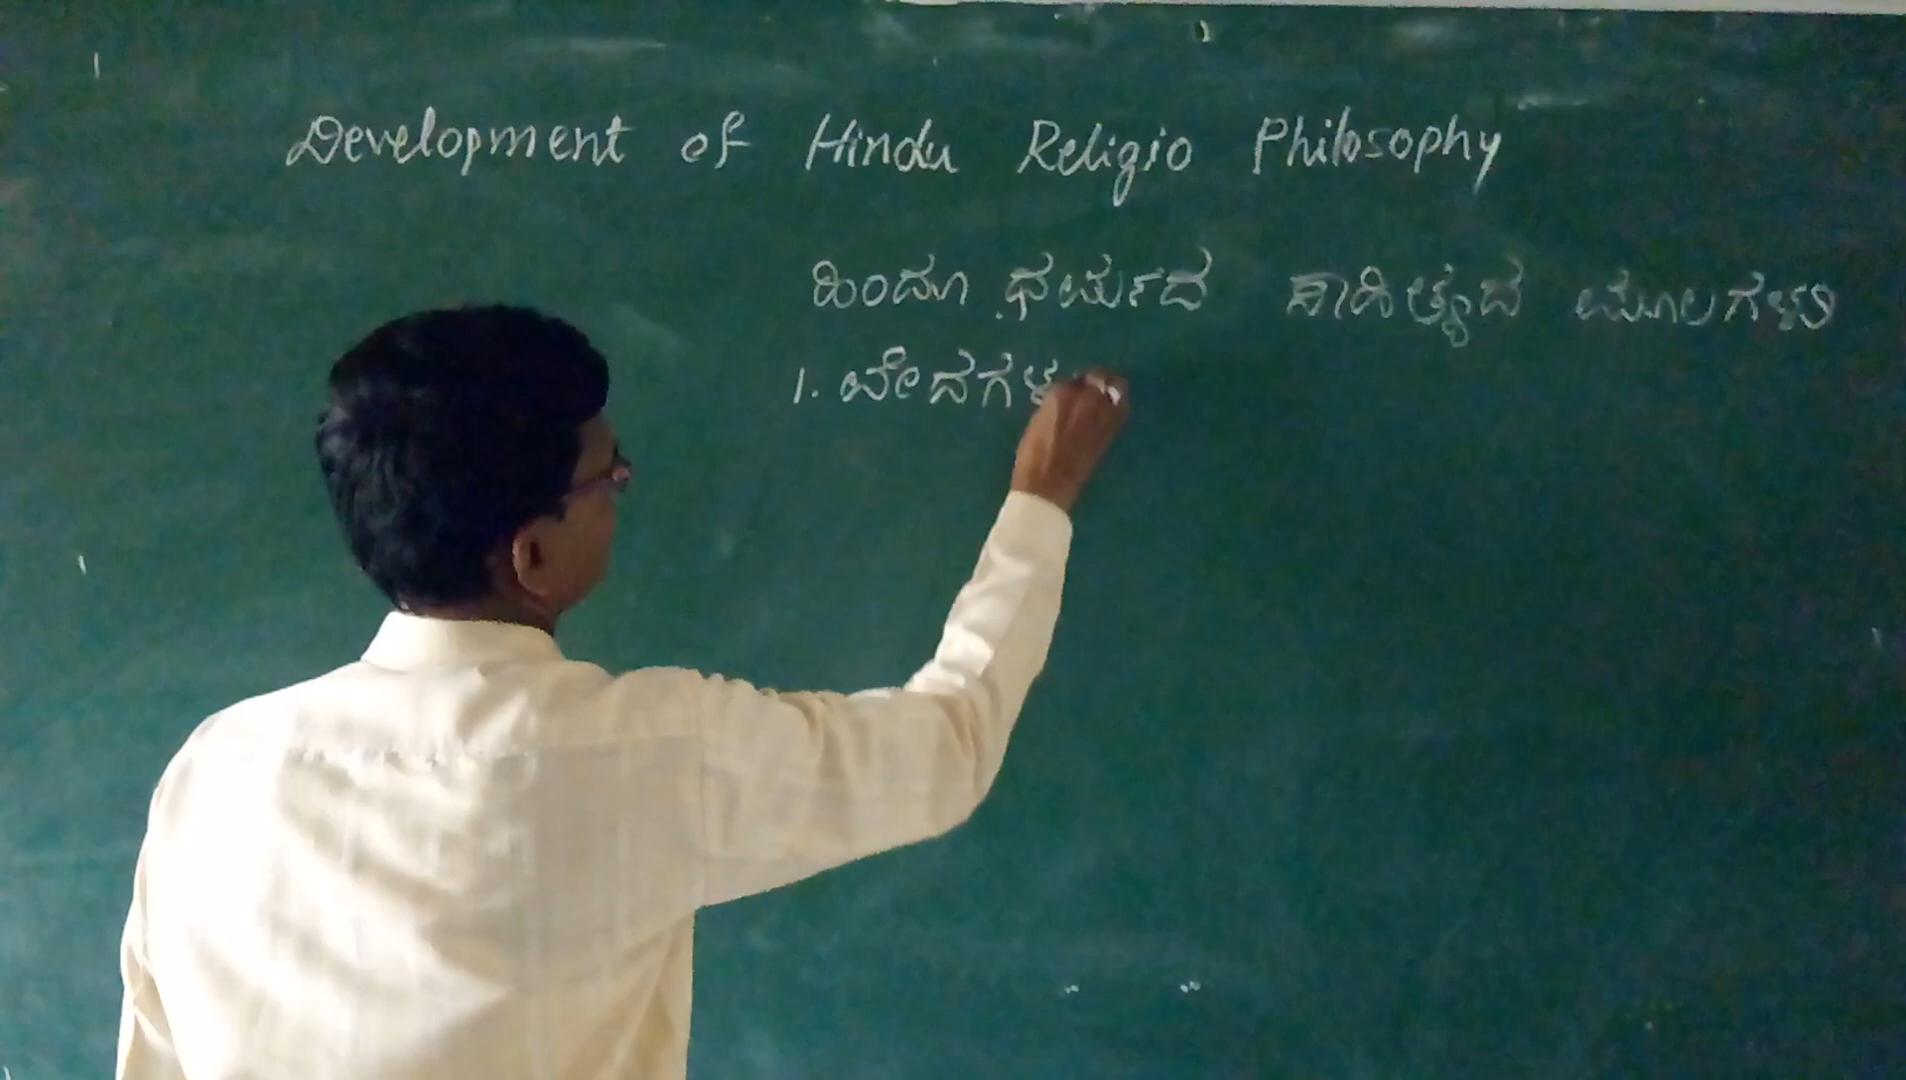 Development of Hindu Religio Philosophy
ಹಿಂದೂ ಧರ್ಮದ ಸಾಹಿತ್ಯದ ಮೂಲಗಳು
1. ವೇದಗಳ